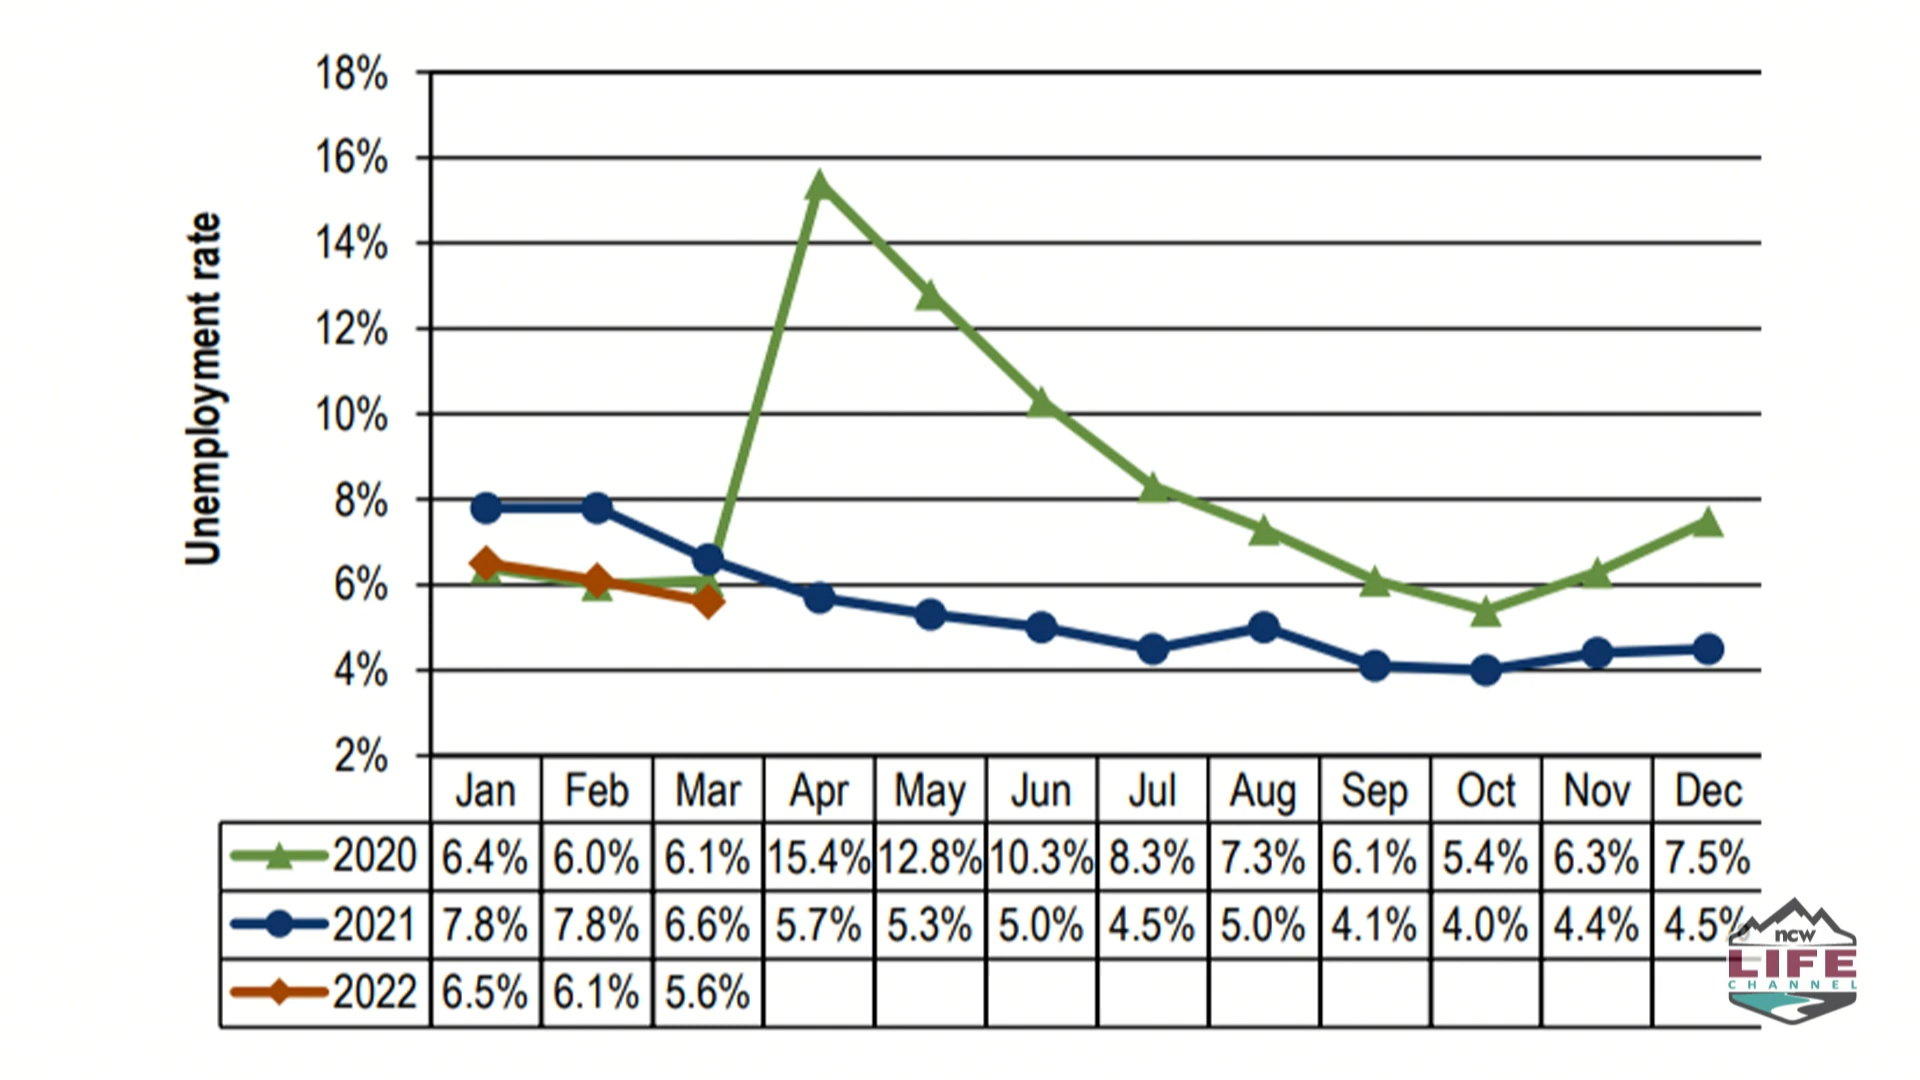 18%
16%
14%
12%
10%
8%
6%
4%
2%
Unemployment rate
Jan Feb Mar Apr May Jun Jul Aug Sep Oct Nov Dec
2020 6.4% 6.0% 6.1% 15.4% 12.8% 10.3% 8.3% 7.3% 6.1% 5.4% 6.3% 7.5%
2021 7.8% 7.8% 6.6% 5.7% 5.3% 5.0% 4.5% 5.0% 4.1% 4.0% 4.4% 4.5%
2022 6.5% 6.1% 5.6%
ncw
LIFE
CHANNEL